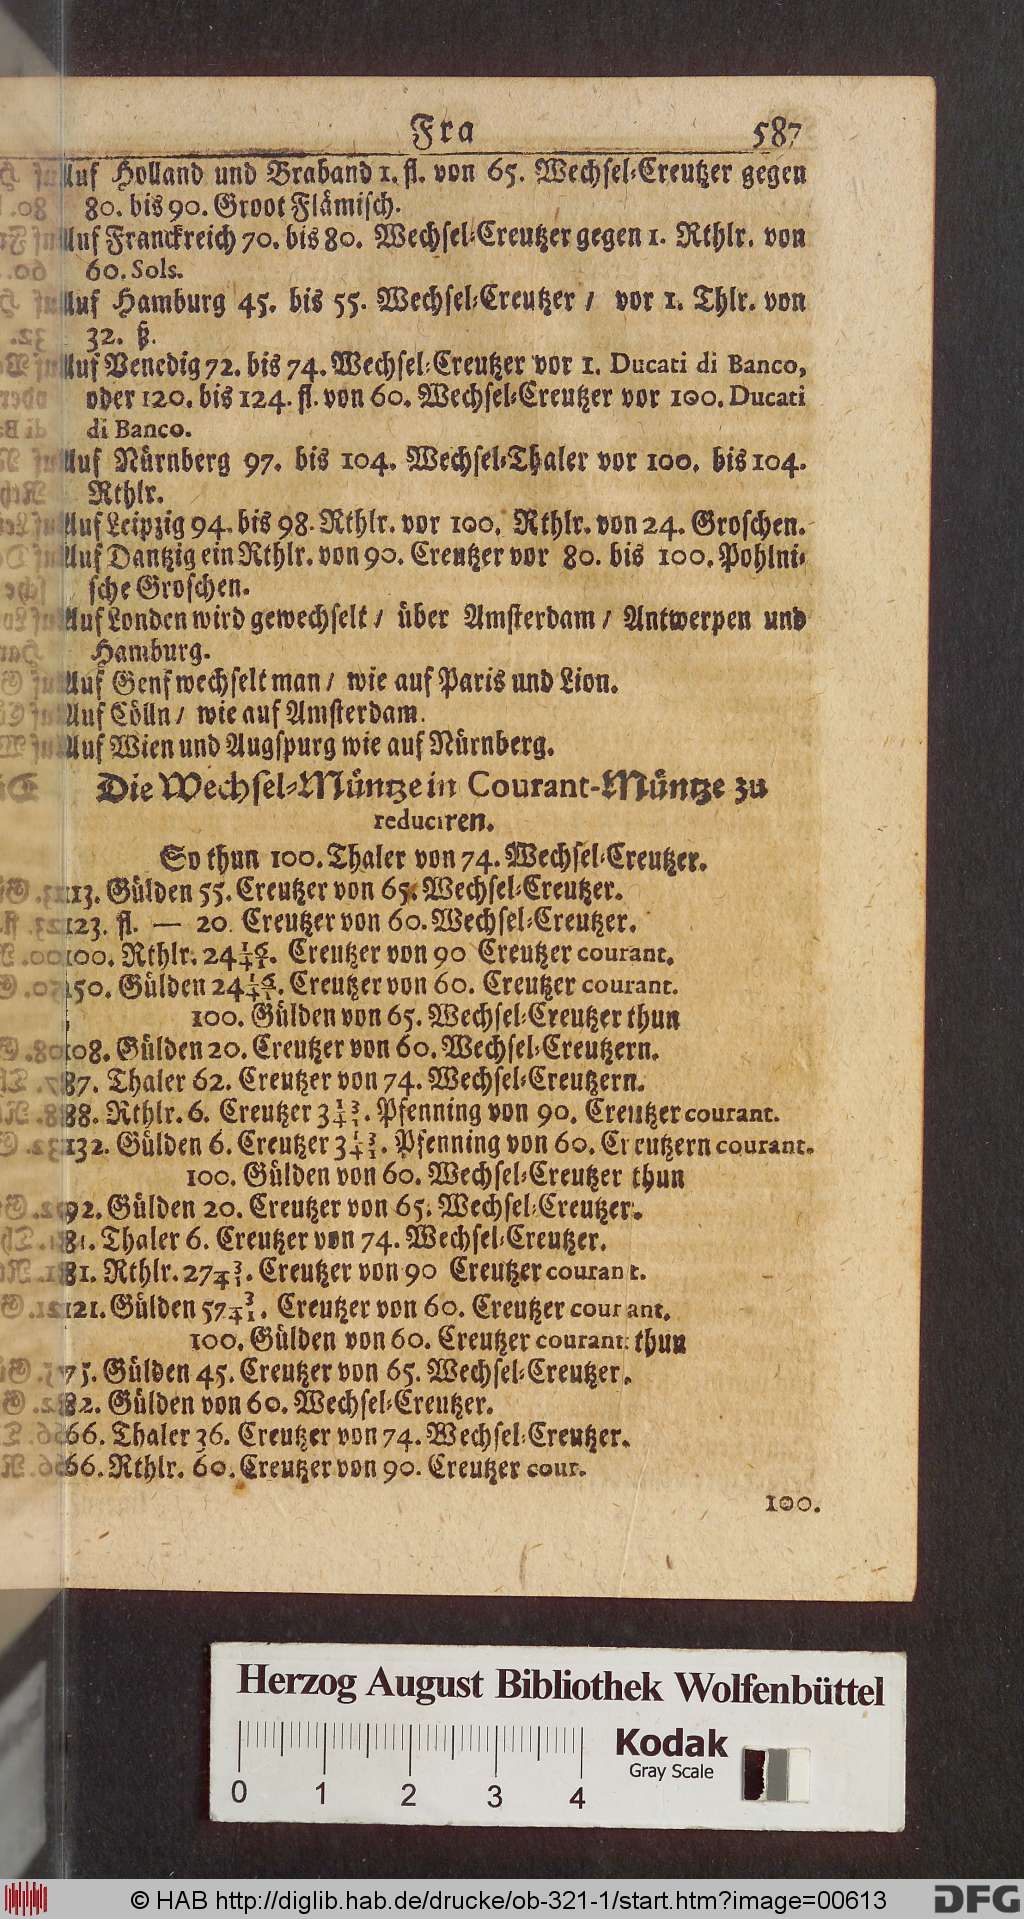 Fra 587
Auf Holland und Braband 1. fl. von 65. Wechsel-Creutzer gegen
80. bis 90. Groot Flämisch.
Auf Franckreich 70. bis 80. Wechsel-Creutzer gegen 1. Rthlr. von
60. Sols.
Auf Hamburg 45. bis 55. Wechsel-Creutzer / vor 1. Thlr. von
32. ß.
Auf Venedig 72. bis 74. Wechsel-Creutzer vor 1. Ducati di Banco,
oder 120. bis 124. fl. von 60. Wechsel-Creutzer vor 100. Ducati
di Banco.
Auf Nürnberg 97. bis 104. Wechsel-Thaler vor 100. bis 104.
Rthlr.
Auf Leipzig 94. bis 98. Rthlr. vor 100. Rthlr. von 24. Groschen.
Auf Dantzig ein Rthlr. von 90. Creutzer vor 80. bis 100. Pohlni-
sche Groschen.
Auf Londen wird gewechselt / über Amsterdam / Antwerpen und
Hamburg.
Auf Genf wechselt man / wie auf Paris und Lion.
Auf Cölln / wie auf Amsterdam.
Auf Wien und Augspurg wie auf Nürnberg.
Die Wechsel-Müntze in Courant-Müntze zu
reduciren.
So thun 100. Thaler von 74. Wechsel-Creutzer.
113. Gülden 55. Creutzer von 65. Wechsel-Creutzer.
123. fl. — 20. Creutzer von 60. Wechsel-Creutzer.
100. Rthlr. 24 Creutzer von 90 Creutzer courant.
150. Gülden 24 Creutzer von 60. Creutzer courant.
100. Gülden von 65. Wechsel-Creutzer thun
108. Gülden 20. Creutzer von 60. Wechsel-Creutzern.
87. Thaler 62. Creutzer von 74. Wechsel-Creutzern.
88. Rthlr. 6. Creutzer 3 Pfenning von 90. Creutzer courant.
132. Gülden 6. Creutzer 3 Pfenning von 60. Creutzern courant.
100. Gülden von 60. Wechsel-Creutzer thun
92. Gülden 20. Creutzer von 65. Wechsel-Creutzer.
81. Thaler 6. Creutzer von 74. Wechsel-Creutzer.
81. Rthlr. 27 Creutzer von 90 Creutzer courant.
121. Gülden 57 Creutzer von 60. Creutzer courant.
100. Gülden von 60. Creutzer courant. thun
75. Gülden 45. Creutzer von 65. Wechsel-Creutzer.
82. Gülden von 60. Wechsel-Creutzer.
66. Thaler 36. Creutzer von 74. Wechsel-Creutzer.
66. Rthlr. 60. Creutzer von 90. Creutzer cour.
100.
Herzog August Bibliothek Wolfenbüttel
0 1 2 3 4
Kodak
Gray Scale
© HAB http://diglib.hab.de/drucke/ob-321-1/start.htm?image=00613
DFG